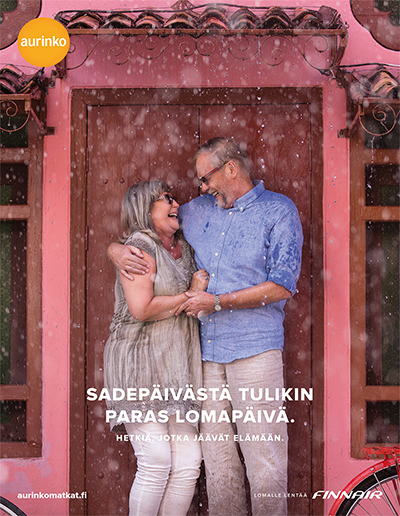 aurinko
SADEPÄIVÄSTÄ TULIKIN
PARAS LOMAPÄIVÄ.
HETKIÄ, JOTKA JÄÄVÄT ELÄMÄÄN.
aurinkomatkat.fi
LOMALLE LENTÄÄ FINNAIR